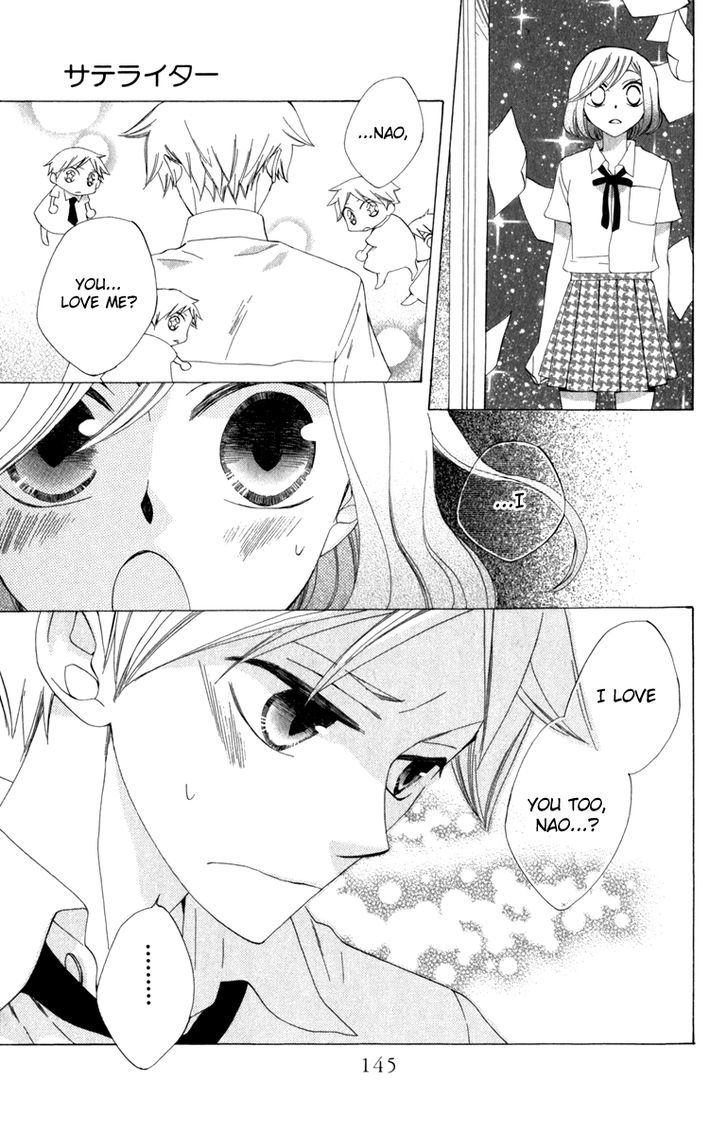 サテライター
...NAO,
YOU...
LOVE ME?
...I
I LOVE
YOU TOO,
NAO...?
.........
145